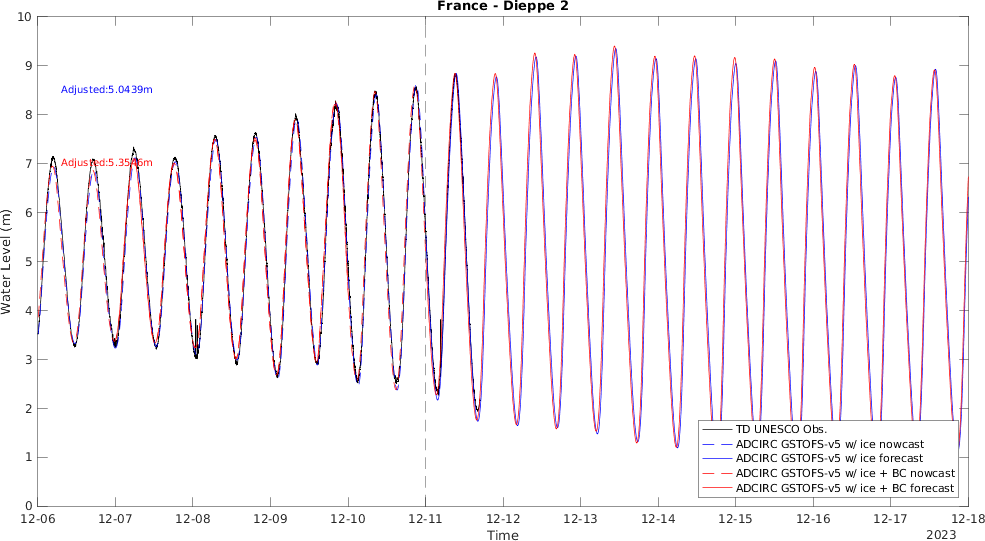 France - Dieppe 2
10
9
8
7
6
5
4
3
2
1
0
Water Level (m)
Adjusted:5.0439m
Adjusted:5.3546m
TD UNESCO Obs.
ADCIRC GSTOFS-v5 w/ ice nowcast
ADCIRC GSTOFS-v5 w/ ice forecast
ADCIRC GSTOFS-v5 w/ ice + BC nowcast
ADCIRC GSTOFS-v5 w/ ice + BC forecast
12-06 12-07 12-08 12-09 12-10 12-11 12-12 12-13 12-14 12-15 12-16 12-17 12-18
Time
2023